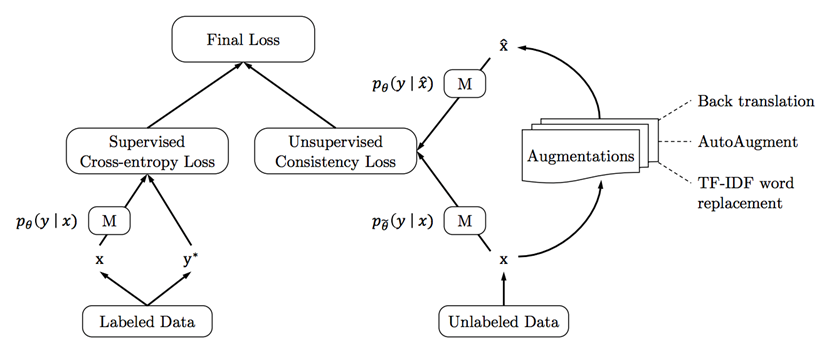 Final Loss
x̂
pθ(y | x̂)
M
Back translation
Supervised
Cross-entropy Loss
Unsupervised
Consistency Loss
Augmentations
AutoAugment
TF-IDF word
replacement
pθ(y | x)
M
pθ̃(y | x)
M
x
y*
x
Labeled Data
Unlabeled Data